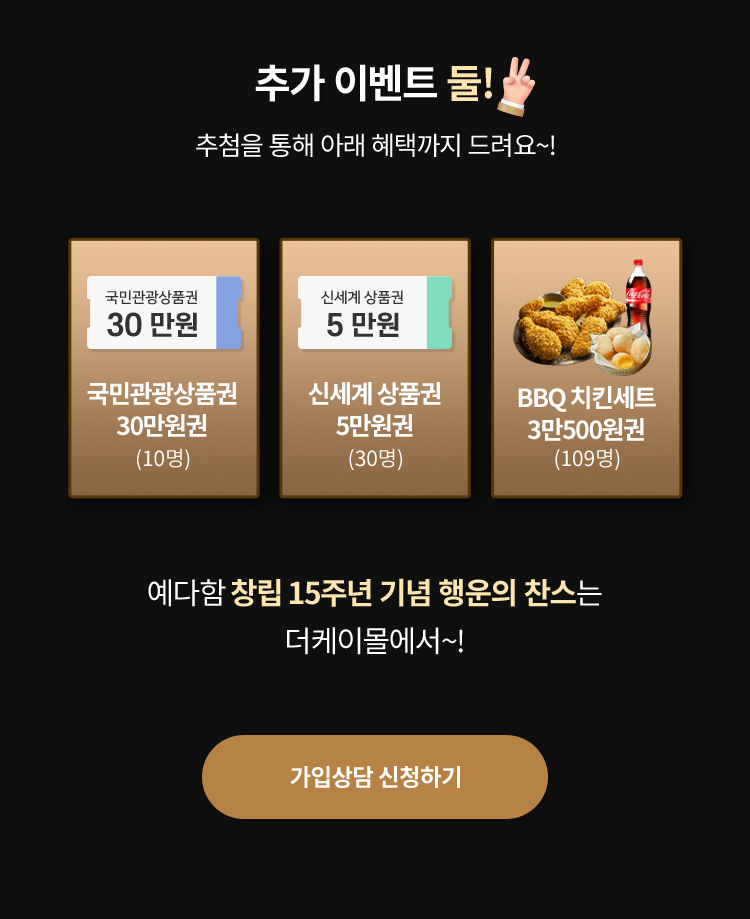 추가 이벤트 둘!
추첨을 통해 아래 혜택까지 드려요~!
국민관광상품권
30 만원
국민관광상품권
30만원권
(10명)
신세계 상품권
5 만원
신세계 상품권
5만원권
(30명)
Coca-Cola
BBQ 치킨세트
3만500원권
(109명)
예다함 창립 15주년 기념 행운의 찬스는
더케이몰에서~!
가입상담 신청하기